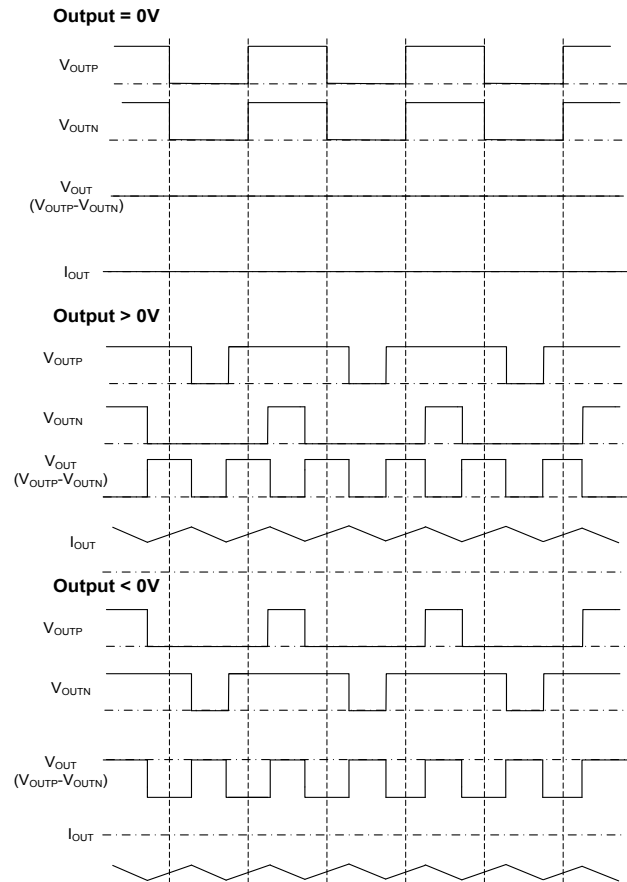 Output = 0V
VOUTP
VOUTN
VOUT
(VOUTP-VOUTN)
IOUT
Output > 0V
VOUTP
VOUTN
VOUT
(VOUTP-VOUTN)
IOUT
Output < 0V
VOUTP
VOUTN
VOUT
(VOUTP-VOUTN)
IOUT